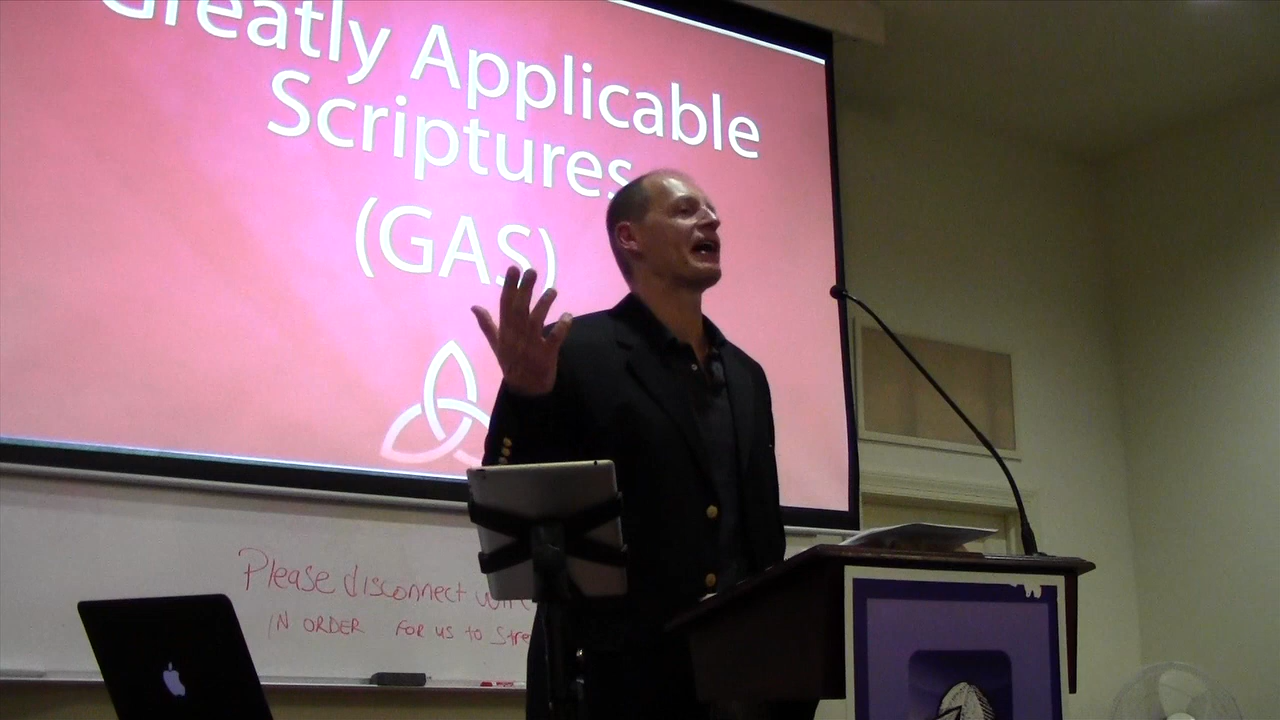 Greatly Applicable
Scriptures
(GAS)
Please disconnect
IN ORDER FOR US to